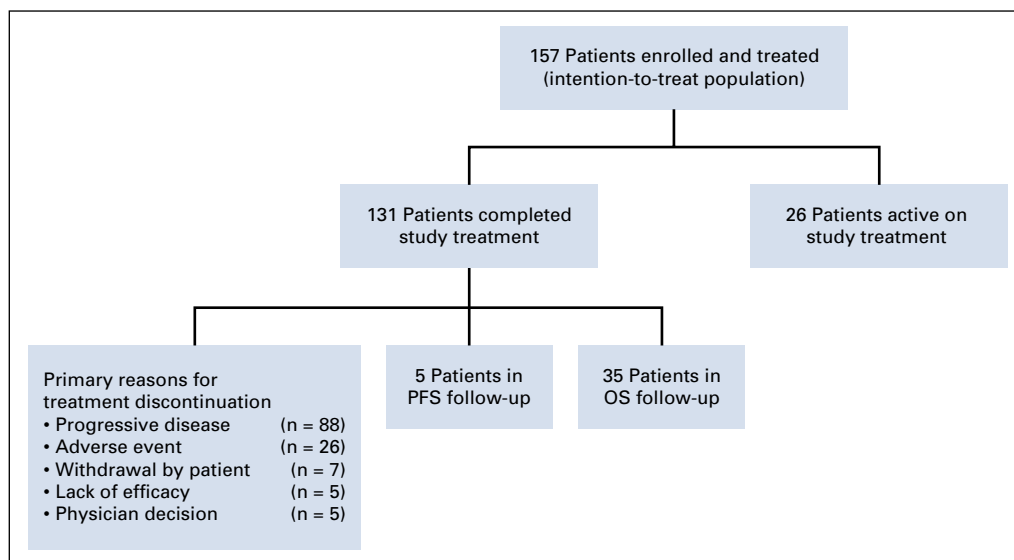 157 Patients enrolled and treated
(intention-to-treat population)
131 Patients completed
study treatment
26 Patients active on
study treatment
Primary reasons for
treatment discontinuation
• Progressive disease (n = 88)
• Adverse event (n = 26)
• Withdrawal by patient (n = 7)
• Lack of efficacy (n = 5)
• Physician decision (n = 5)
5 Patients in
PFS follow-up
35 Patients in
OS follow-up